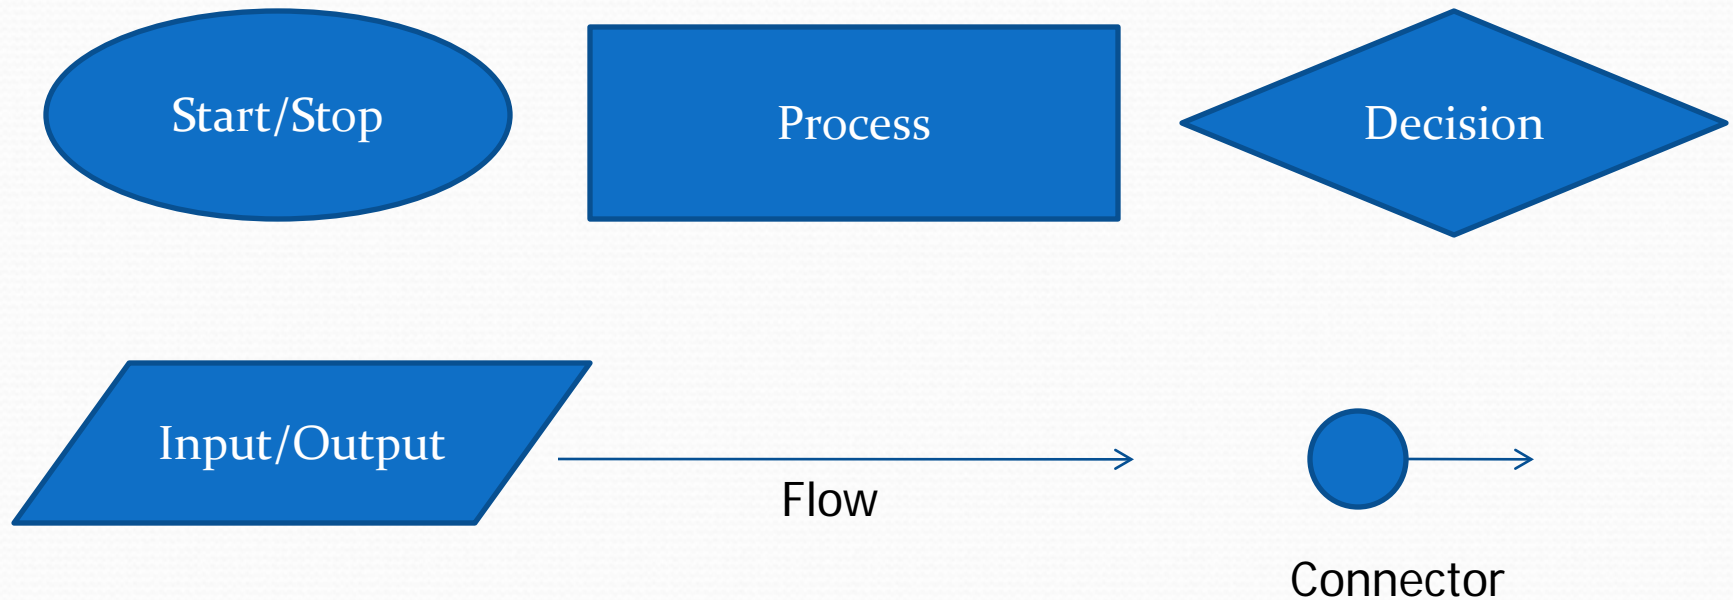 Start/Stop
Process
Decision
Input/Output
Flow
Connector